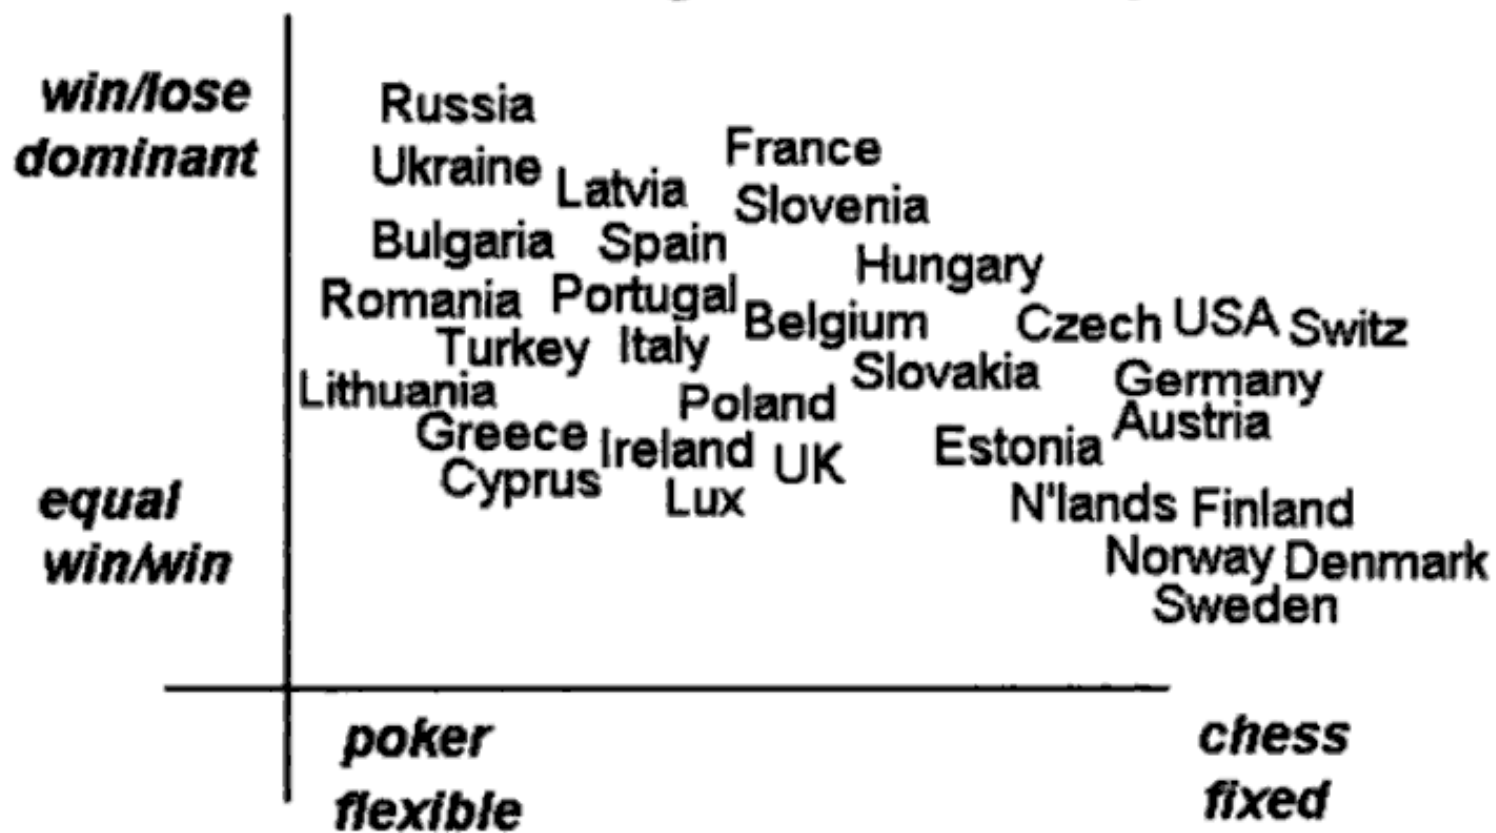 win/lose
dominant
Russia
France
Ukraine
Latvia
Slovenia
Bulgaria
Spain
Hungary
Romania
Portugal
Belgium
Czech
USA
Switz
Turkey
Italy
Slovakia
Germany
Lithuania
Poland
Austria
Greece
Ireland
UK
Estonia
Cyprus
Lux
N'lands
Finland
equal
win/win
Norway
Denmark
Sweden
poker
flexible
chess
fixed